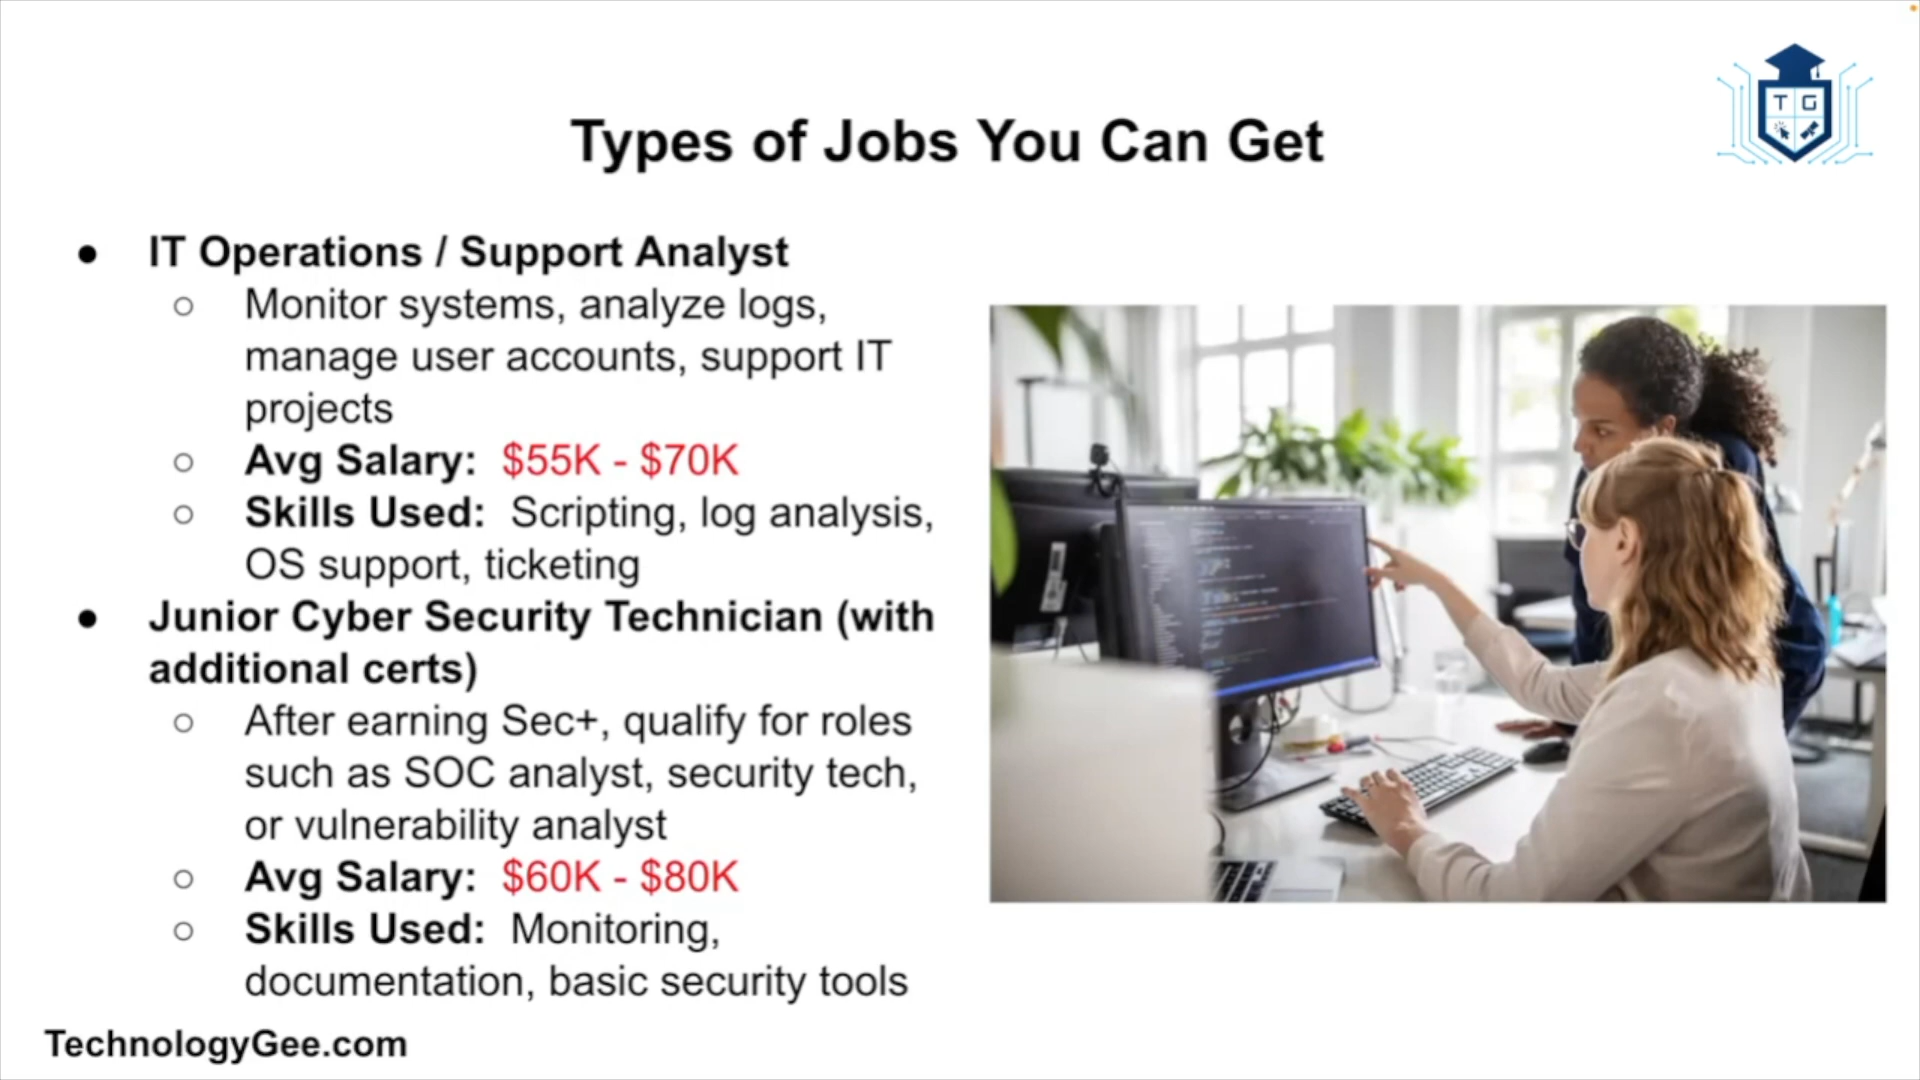 T G
Types of Jobs You Can Get
● IT Operations / Support Analyst
○ Monitor systems, analyze logs,
manage user accounts, support IT
projects
○ Avg Salary: $55K - $70K
○ Skills Used: Scripting, log analysis,
OS support, ticketing
● Junior Cyber Security Technician (with
additional certs)
○ After earning Sec+, qualify for roles
such as SOC analyst, security tech,
or vulnerability analyst
○ Avg Salary: $60K - $80K
○ Skills Used: Monitoring,
documentation, basic security tools
TechnologyGee.com